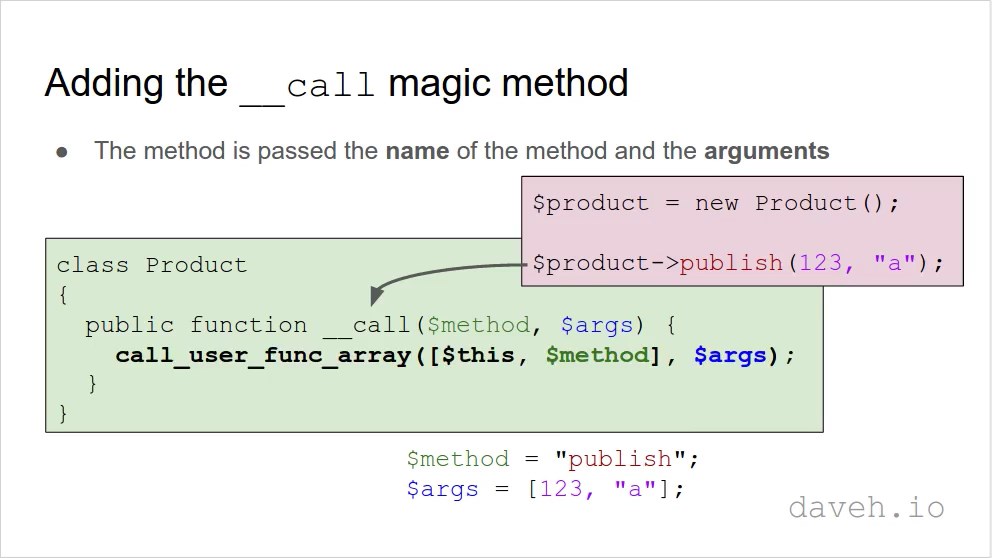 Adding the __call magic method
● The method is passed the name of the method and the arguments
$product = new Product();
$product->publish(123, "a");
class Product
{
public function __call($method, $args) {
call_user_func_array([$this, $method], $args);
}
}
$method = "publish";
$args = [123, "a"];
daveh.io